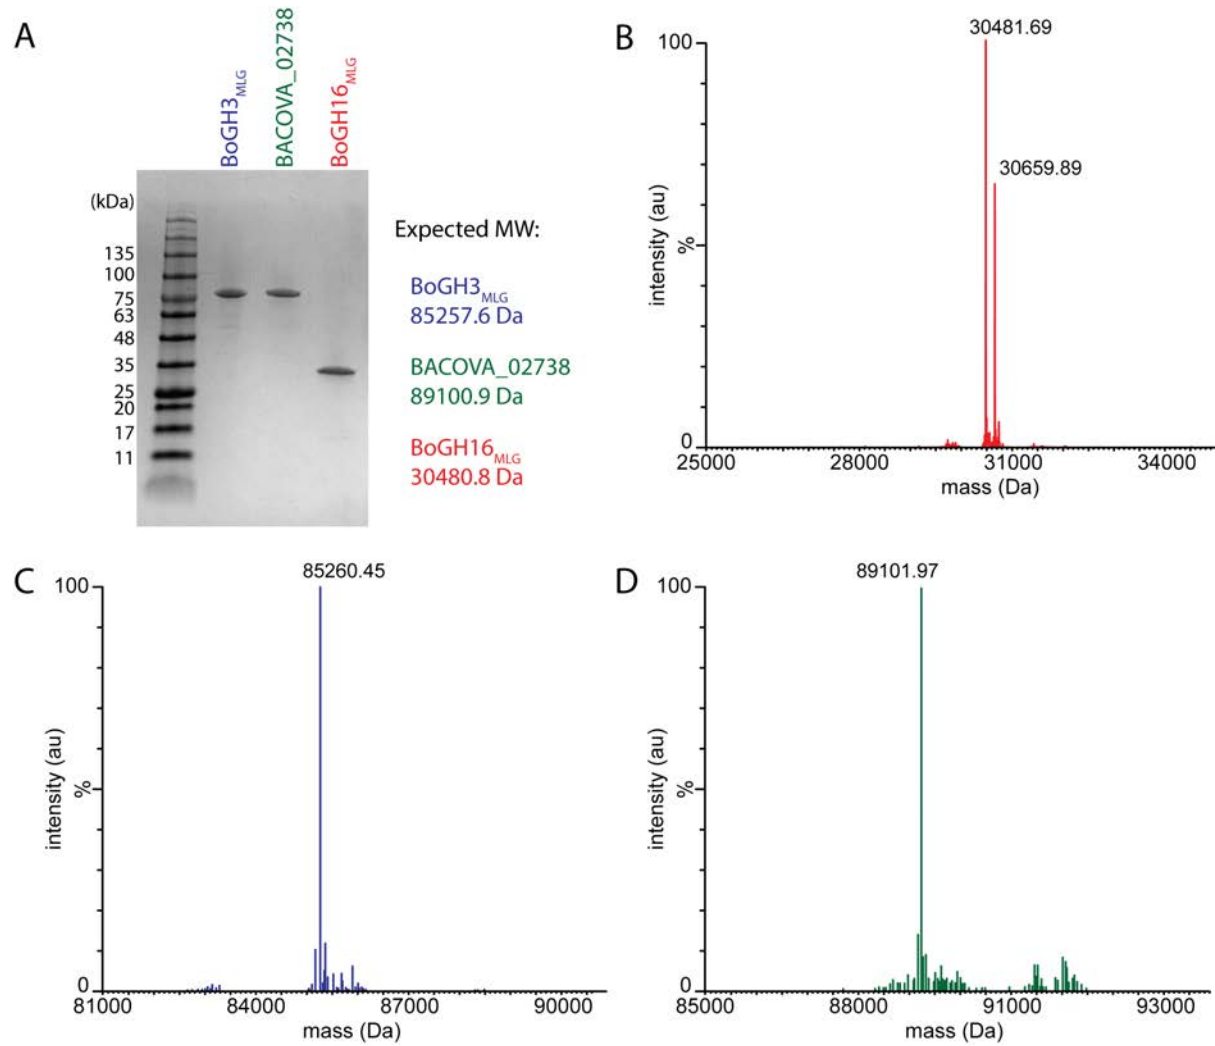 A
BoGH3MLG
BACOVA_02738
BoGH16MLG
(kDa)
135
100
75
63
48
35
25
20
17
11
Expected MW:
BoGH3MLG
85257.6 Da
BACOVA_02738
89100.9 Da
BoGH16MLG
30480.8 Da
B
30481.69
30659.89
100
intensity (au)
%
0
25000 28000 31000 34000
mass (Da)
C
85260.45
100
intensity (au)
%
0
81000 84000 87000 90000
mass (Da)
D
89101.97
100
intensity (au)
%
0
85000 88000 91000 93000
mass (Da)